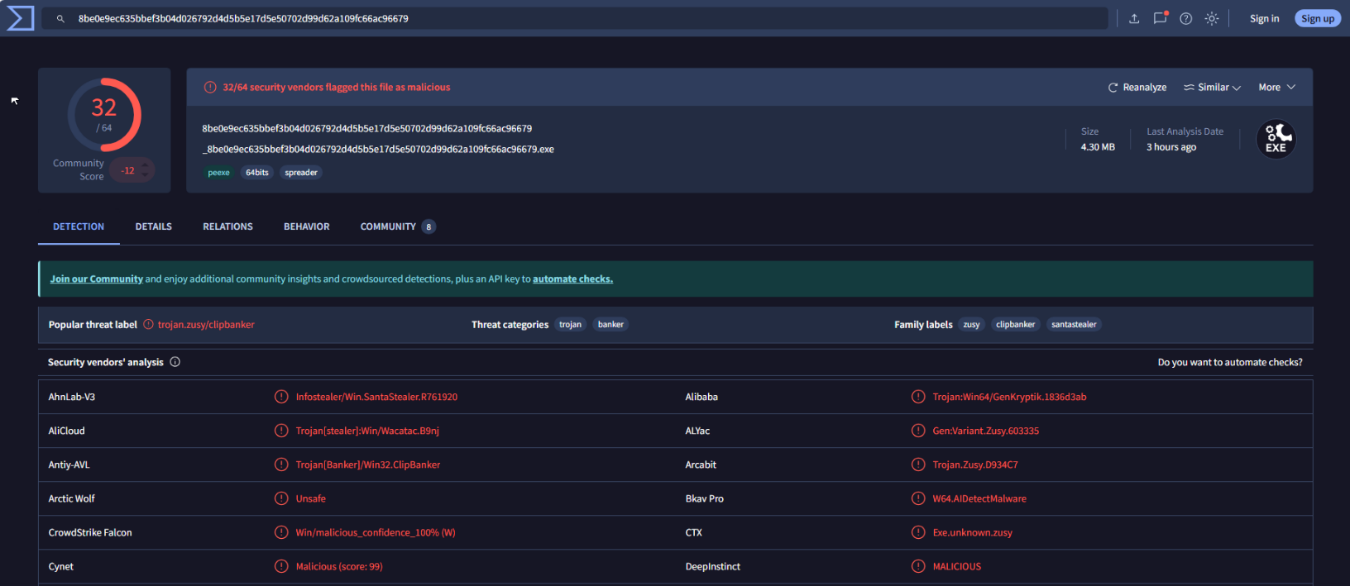 8be0e9ec635bbef3b04d026792d4d5b5e17d5e50702d99d62a109fc66ac96679
Sign in
Sign up
32
/ 64
Community
Score
-12
32/64 security vendors flagged this file as malicious
Reanalyze
Similar
More
8be0e9ec635bbef3b04d026792d4d5b5e17d5e50702d99d62a109fc66ac96679
_8be0e9ec635bbef3b04d026792d4d5b5e17d5e50702d99d62a109fc66ac96679.exe
peexe 64bits spreader
Size
4.30 MB
Last Analysis Date
3 hours ago
EXE
DETECTION DETAILS RELATIONS BEHAVIOR COMMUNITY 8
Join our Community and enjoy additional community insights and crowdsourced detections, plus an API key to automate checks.
Popular threat label trojan.zusy/clipbanker Threat categories trojan banker Family labels zusy clipbanker santastealer
Security vendors' analysis Do you want to automate checks?
AhnLab-V3 Infostealer/Win.SantaStealer.R761920 Alibaba Trojan:Win64/GenKryptik.1836d3ab
AliCloud Trojan[stealer]:Win/Wacatac.B9nj ALYac Gen:Variant.Zusy.603335
Antiy-AVL Trojan[Banker]/Win32.ClipBanker Arcabit Trojan.Zusy.D934C7
Arctic Wolf Unsafe Bkav Pro W64.AIDetectMalware
CrowdStrike Falcon Win/malicious_confidence_100% (W) CTX Exe.unknown.zusy
Cynet Malicious (score: 99) DeepInstinct MALICIOUS